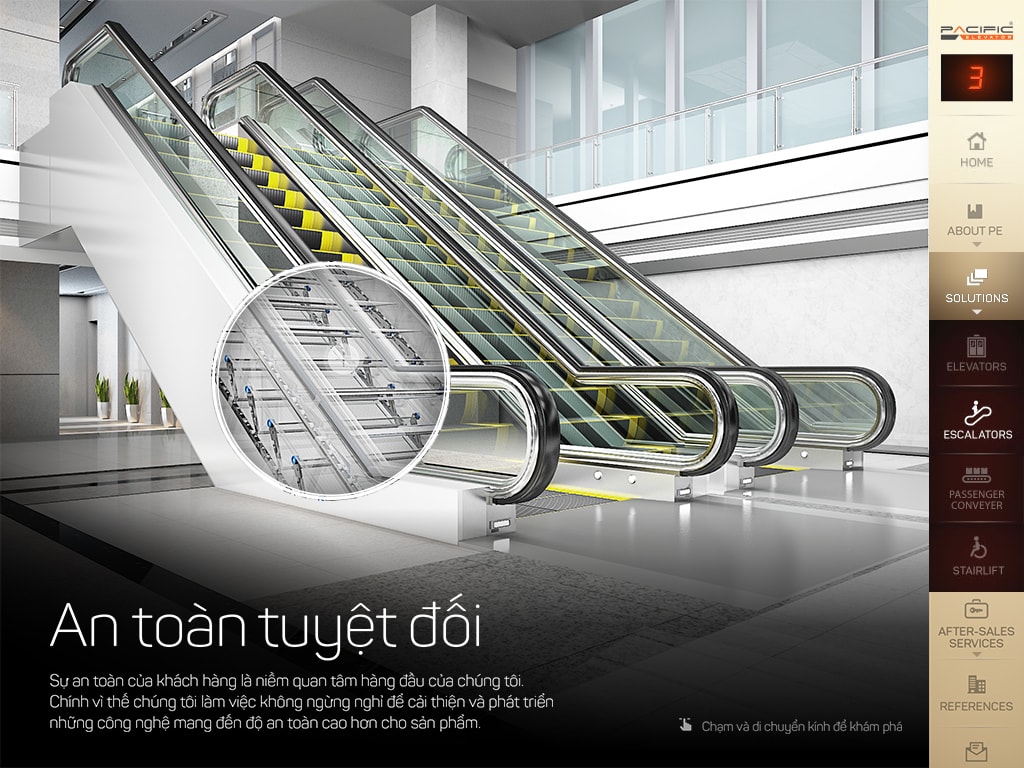 An toàn tuyệt đối
Sự an toàn của khách hàng là niềm quan tâm hàng đầu của chúng tôi.
Chính vì thế chúng tôi làm việc không ngừng nghỉ để cải thiện và phát triển
những công nghệ mang đến độ an toàn cao hơn cho sản phẩm.
Chạm và di chuyển kính để khám phá
PACIFIC®
ELEVATOR
3
HOME
ABOUT PE
SOLUTIONS
ELEVATORS
ESCALATORS
PASSENGER
CONVEYER
STAIRLIFT
AFTER-SALES
SERVICES
REFERENCES